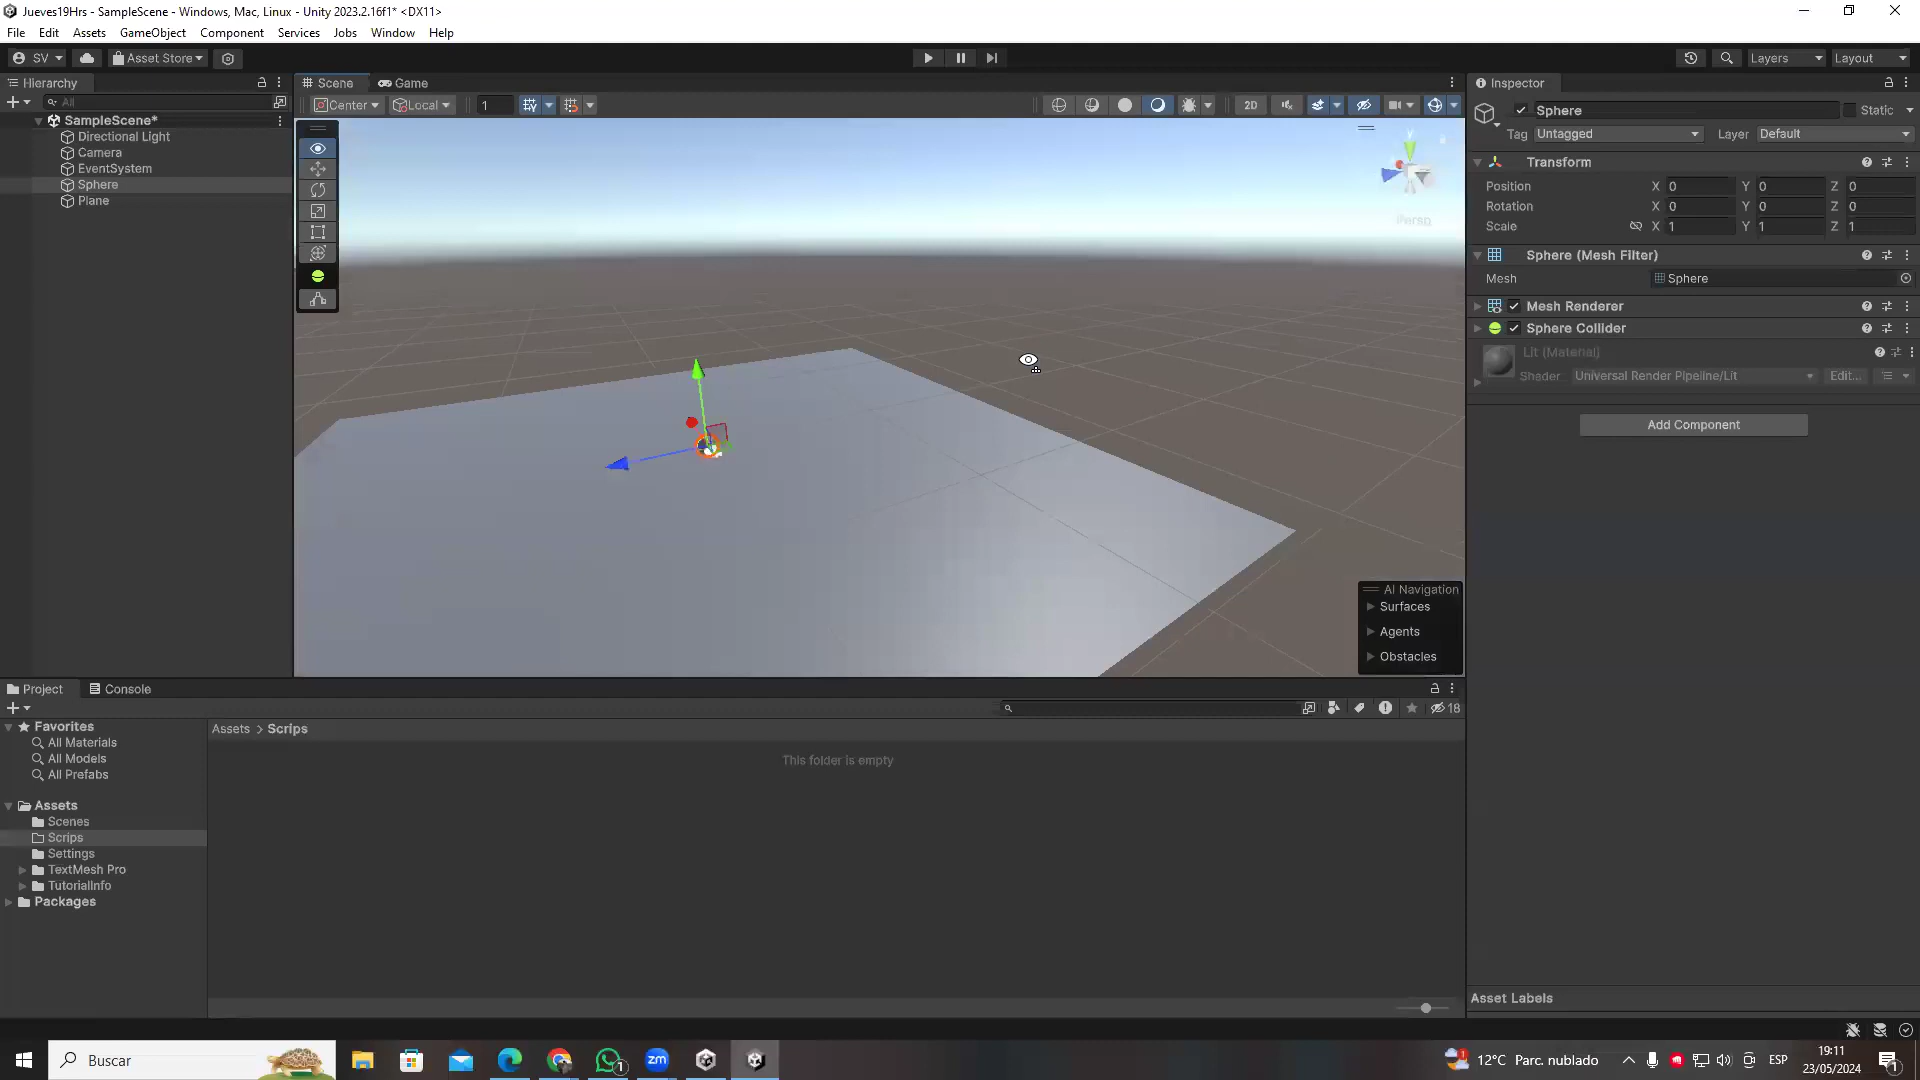 Jueves19Hrs - SampleScene - Windows, Mac, Linux - Unity 2023.2.16f1* <DX11>
File Edit Assets GameObject Component Services Jobs Window Help
SV Asset Store Layers Layout
Hierarchy
All
SampleScene*
Directional Light
Camera
EventSystem
Sphere
Plane
Scene Game
Center Local 1 2D
Persp
AI Navigation
Surfaces
Agents
Obstacles
Inspector
Sphere Static
Tag Untagged Layer Default
Transform
Position X 0 Y 0 Z 0
Rotation X 0 Y 0 Z 0
Scale X 1 Y 1 Z 1
Sphere (Mesh Filter)
Mesh Sphere
Mesh Renderer
Sphere Collider
Lit (Material)
Shader Universal Render Pipeline/Lit Edit...
Add Component
Asset Labels
Project Console
18
Favorites
All Materials
All Models
All Prefabs
Assets
Scenes
Scrips
Settings
TextMesh Pro
TutorialInfo
Packages
Assets > Scrips
This folder is empty
Buscar
zm
1
12°C Parc. nublado
ESP
19:11
23/05/2024
1